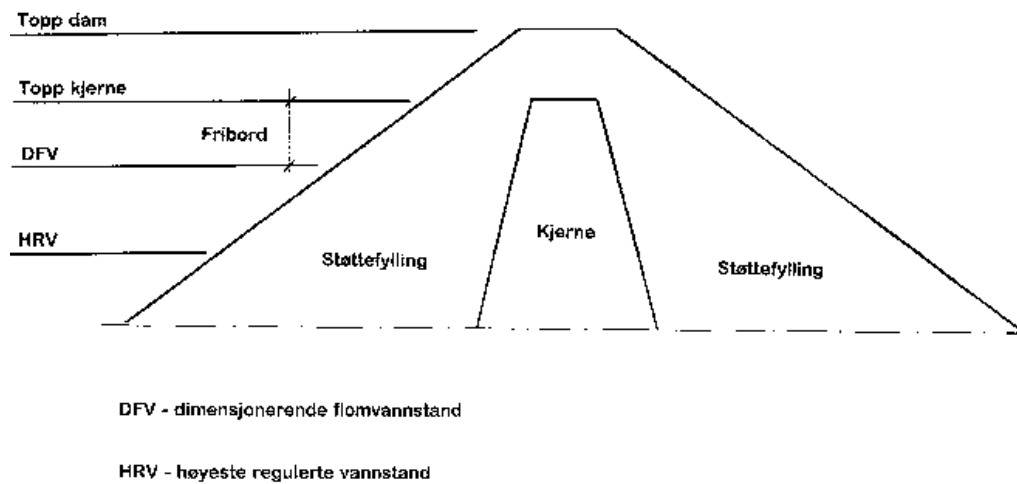 Topp dam
Topp kjerne
Fribord
DFV
HRV
Kjerne
Støttefylling
Støttefylling
DFV - dimensjonerende flomvannstand
HRV - høyeste regulerte vannstand